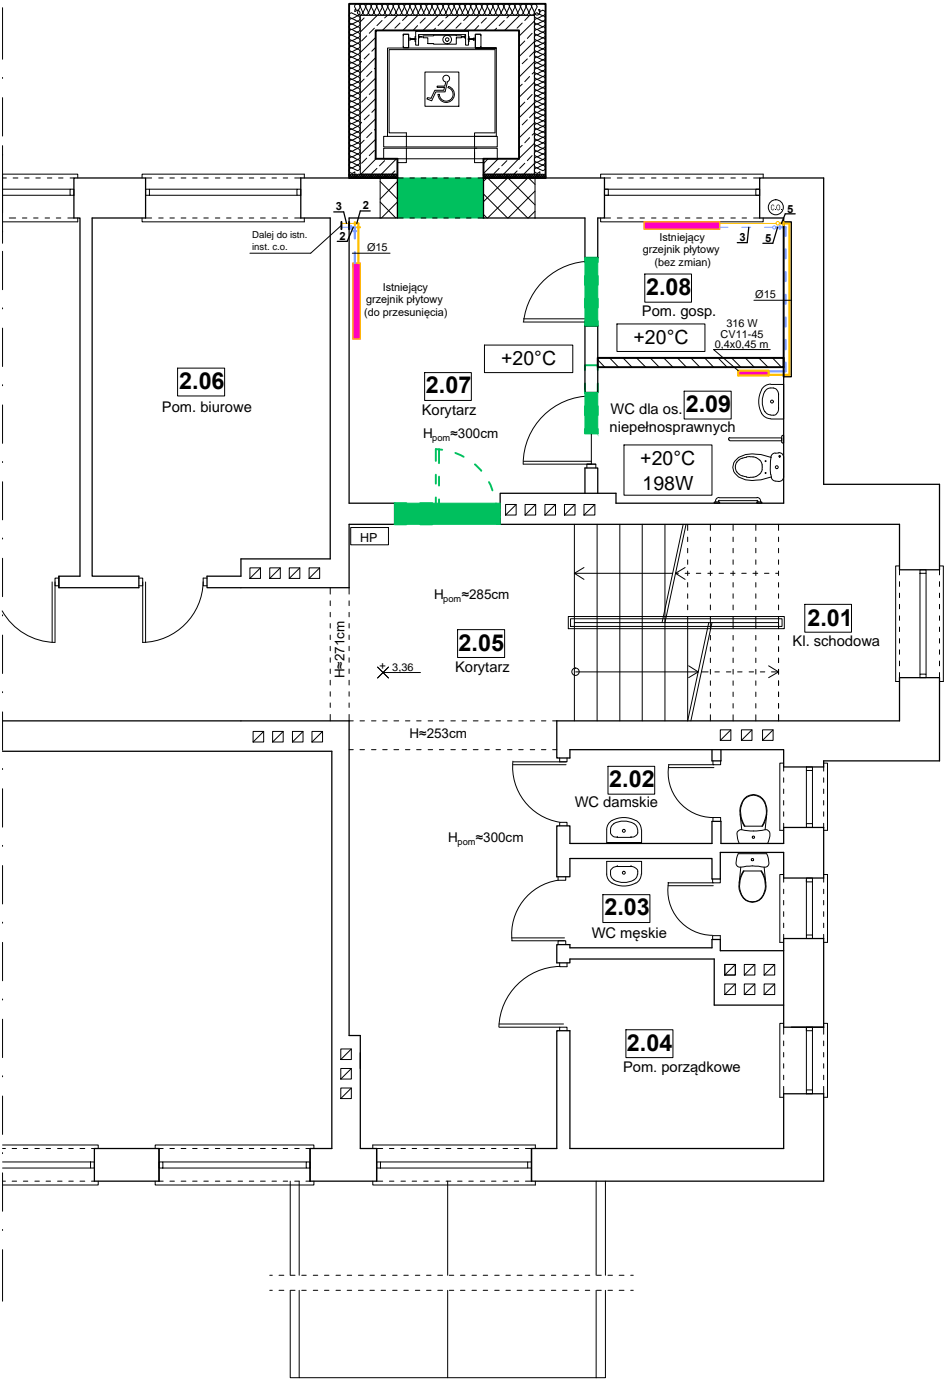 3
2
Dalej do istn.
inst. c.o.
2
Ø15
Istniejący
grzejnik płytowy
(do przesunięcia)
C.O.
5
Istniejący
grzejnik płytowy
(bez zmian)
3
5
2.08
Pom. gosp.
+20°C
Ø15
316 W
CV11-45
0,4x0,45 m
+20°C
2.06
Pom. biurowe
2.07
Korytarz
Hpom≈300cm
WC dla os.
2.09
niepełnosprawnych
+20°C
198W
HP
Hpom≈285cm
H≈271cm
2.05
Korytarz
3,36
2.01
Kl. schodowa
H≈253cm
2.02
WC damskie
Hpom≈300cm
2.03
WC męskie
2.04
Pom. porządkowe